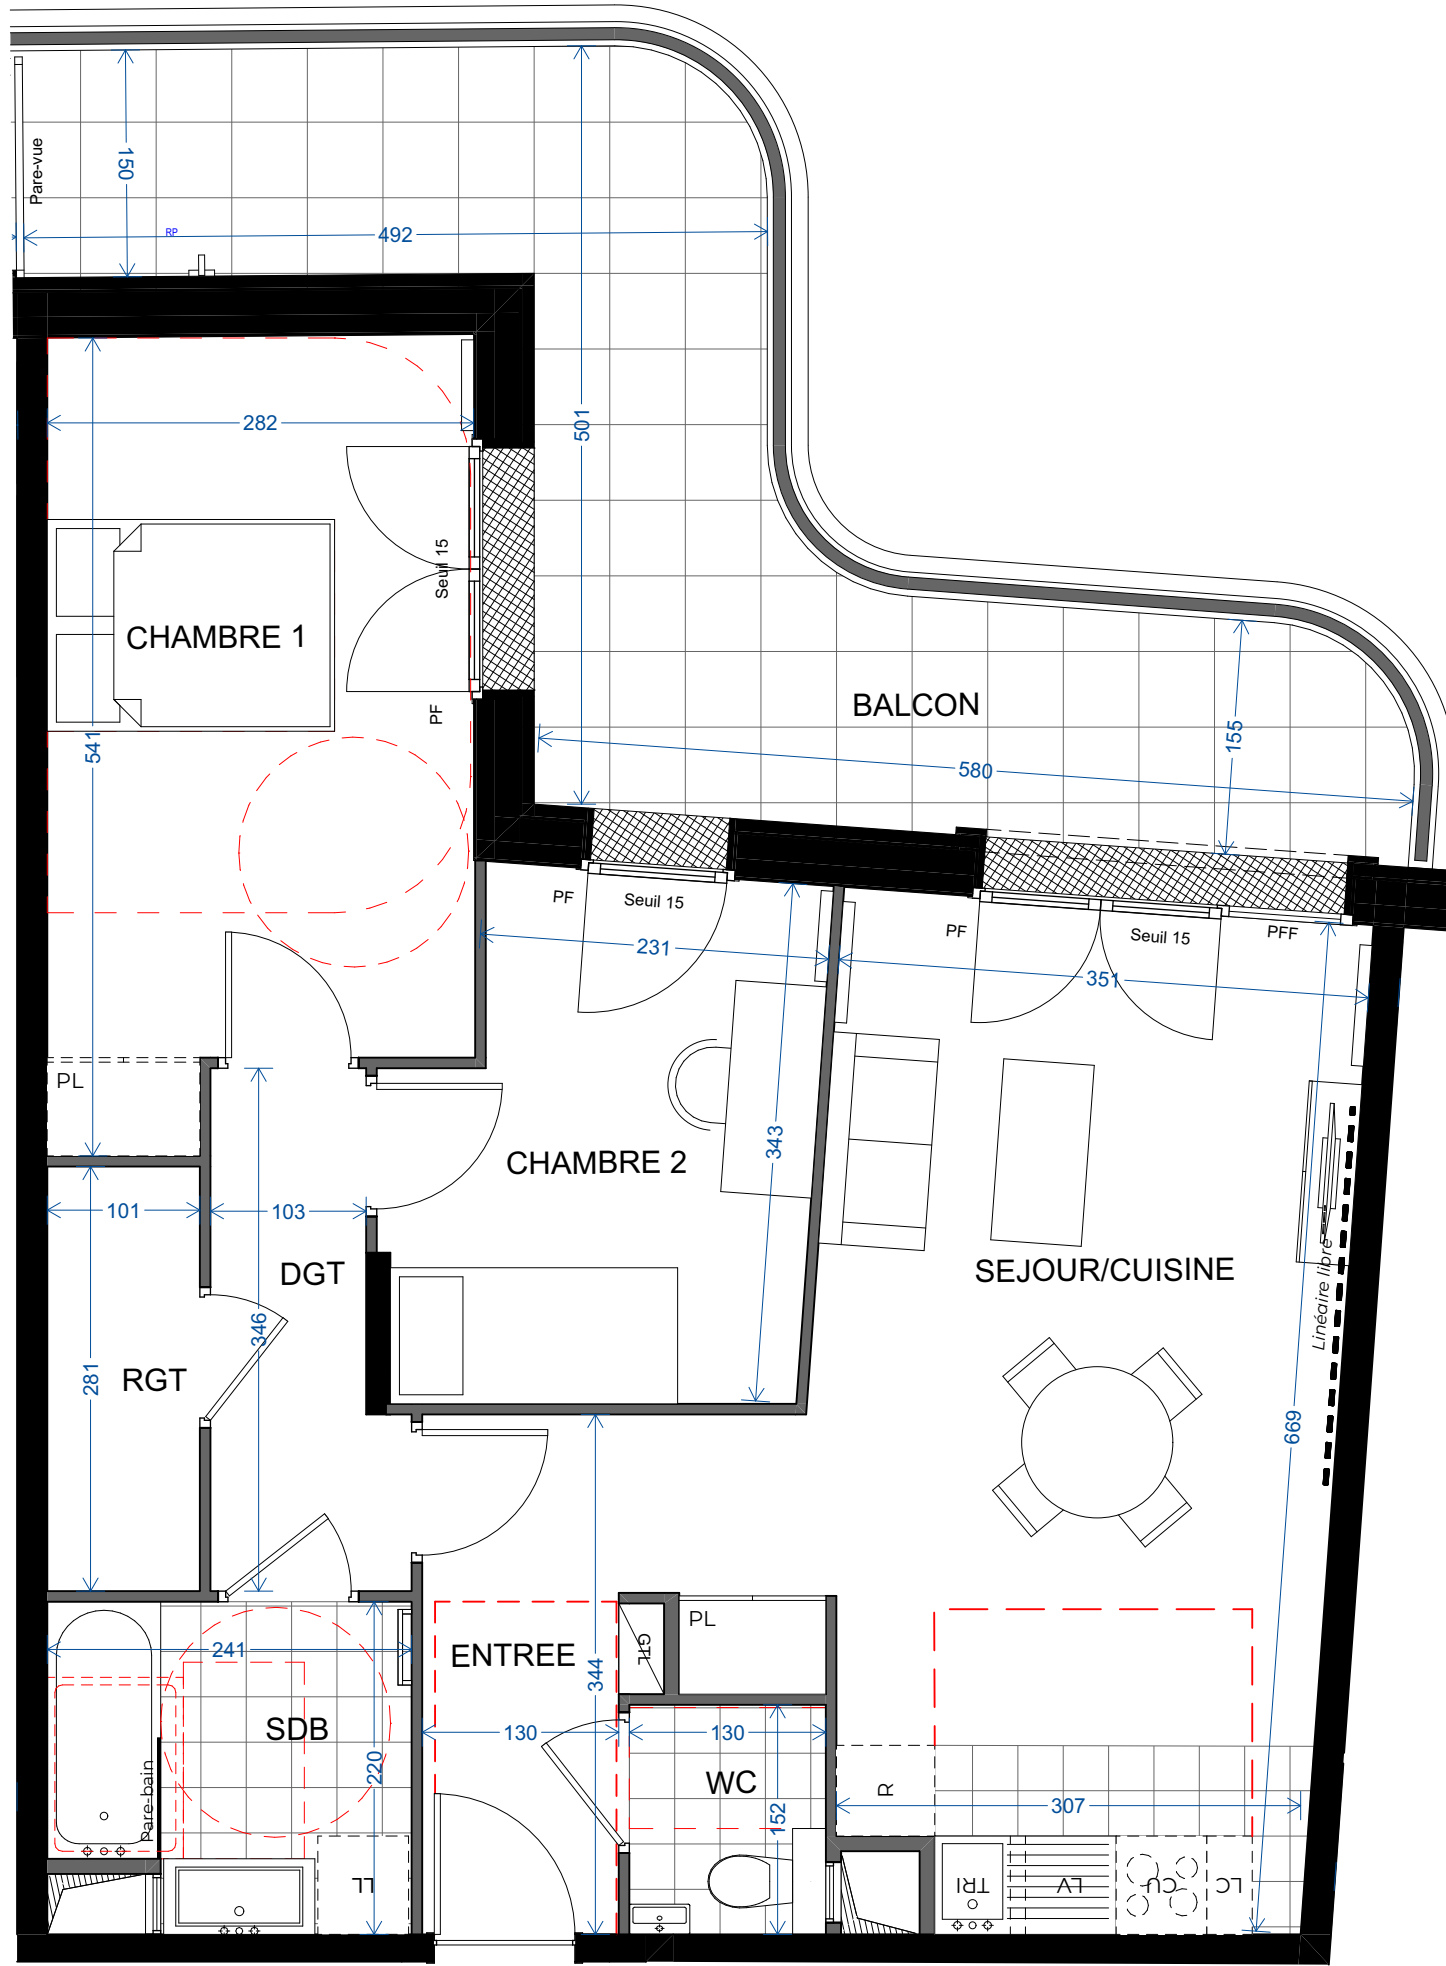 Pare-vue
150
RP
492
501
282
Seuil 15
CHAMBRE 1
PF
541
BALCON
155
580
PF
Seuil 15
231
PF
Seuil 15
PFF
351
PL
343
CHAMBRE 2
101
103
DGT
SEJOUR/CUISINE
Linéaire libre
346
RGT
281
669
241
ENTREE
GTL
PL
344
SDB
130
130
220
WC
152
Pare-bain
R
307
LL
TRI
LV
CU
LC